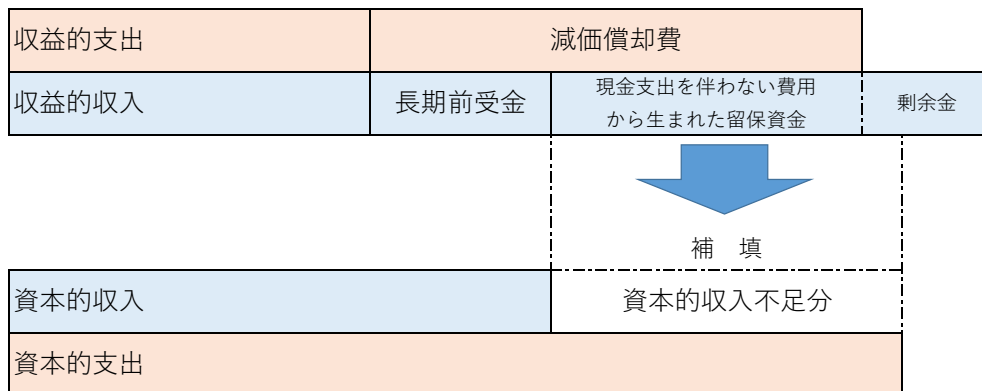 収益的支出
減価償却費
収益的収入
長期前受金
現金支出を伴わない費用
から生まれた留保資金
剰余金
補　填
資本的収入
資本的収入不足分
資本的支出